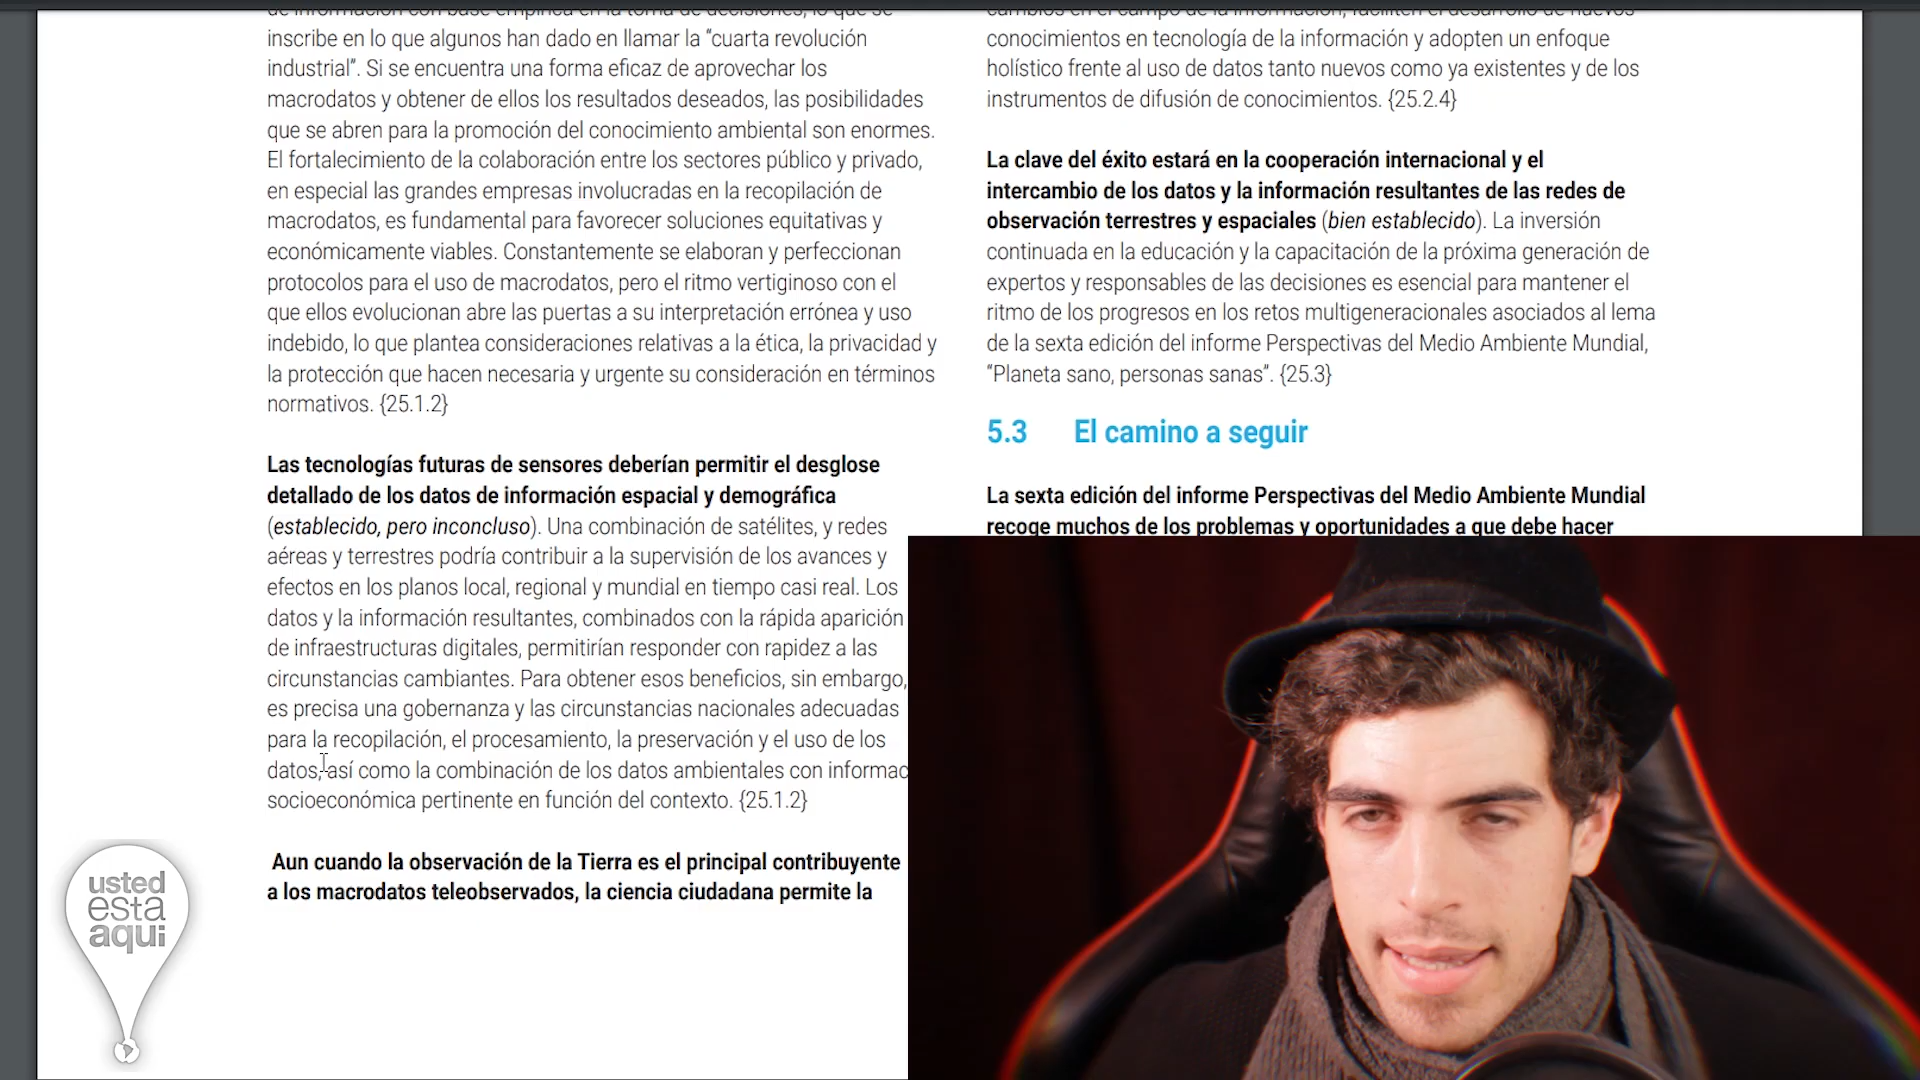 inscribe en lo que algunos han dado en llamar la “cuarta revolución
industrial”. Si se encuentra una forma eficaz de aprovechar los
macrodatos y obtener de ellos los resultados deseados, las posibilidades
que se abren para la promoción del conocimiento ambiental son enormes.
El fortalecimiento de la colaboración entre los sectores público y privado,
en especial las grandes empresas involucradas en la recopilación de
macrodatos, es fundamental para favorecer soluciones equitativas y
económicamente viables. Constantemente se elaboran y perfeccionan
protocolos para el uso de macrodatos, pero el ritmo vertiginoso con el
que ellos evolucionan abre las puertas a su interpretación errónea y uso
indebido, lo que plantea consideraciones relativas a la ética, la privacidad y
la protección que hacen necesaria y urgente su consideración en términos
normativos. {25.1.2}
Las tecnologías futuras de sensores deberían permitir el desglose
detallado de los datos de información espacial y demográfica
(establecido, pero inconcluso). Una combinación de satélites, y redes
aéreas y terrestres podría contribuir a la supervisión de los avances y
efectos en los planos local, regional y mundial en tiempo casi real. Los
datos y la información resultantes, combinados con la rápida aparición
de infraestructuras digitales, permitirían responder con rapidez a las
circunstancias cambiantes. Para obtener esos beneficios, sin embargo,
es precisa una gobernanza y las circunstancias nacionales adecuadas
para la recopilación, el procesamiento, la preservación y el uso de los
datos, así como la combinación de los datos ambientales con informac
socioeconómica pertinente en función del contexto. {25.1.2}
Aun cuando la observación de la Tierra es el principal contribuyente
a los macrodatos teleobservados, la ciencia ciudadana permite la
cambios en el campo de la información, faciliten el desarrollo de nuevos
conocimientos en tecnología de la información y adopten un enfoque
holístico frente al uso de datos tanto nuevos como ya existentes y de los
instrumentos de difusión de conocimientos. {25.2.4}
La clave del éxito estará en la cooperación internacional y el
intercambio de los datos y la información resultantes de las redes de
observación terrestres y espaciales (bien establecido). La inversión
continuada en la educación y la capacitación de la próxima generación de
expertos y responsables de las decisiones es esencial para mantener el
ritmo de los progresos en los retos multigeneracionales asociados al lema
de la sexta edición del informe Perspectivas del Medio Ambiente Mundial,
“Planeta sano, personas sanas”. {25.3}
5.3 El camino a seguir
La sexta edición del informe Perspectivas del Medio Ambiente Mundial
recoge muchos de los problemas y oportunidades a que debe hacer
usted
esta
aqui